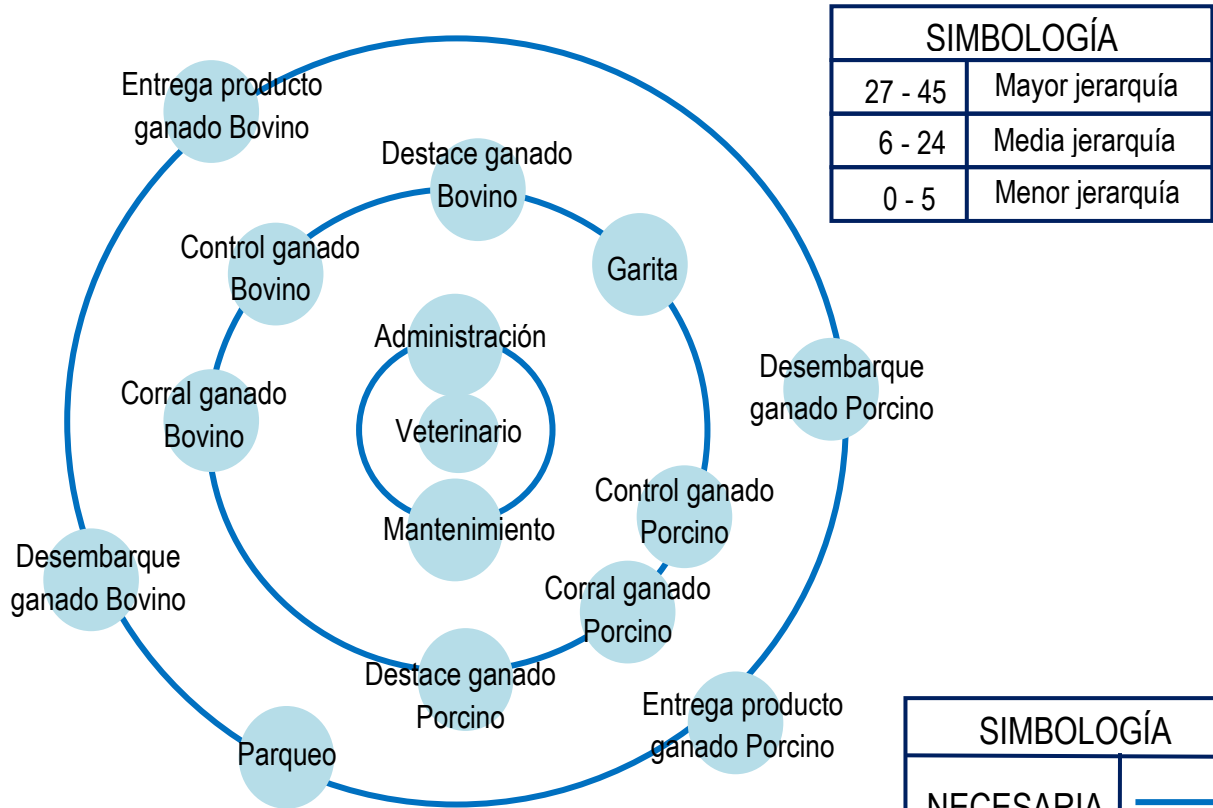 SIMBOLOGÍA
27 - 45 Mayor jerarquía
6 - 24 Media jerarquía
0 - 5 Menor jerarquía
Entrega producto
ganado Bovino
Destace ganado
Bovino
Control ganado
Bovino
Garita
Administración
Desembarque
ganado Porcino
Corral ganado
Bovino
Veterinario
Control ganado
Porcino
Mantenimiento
Desembarque
ganado Bovino
Corral ganado
Porcino
Destace ganado
Porcino
Entrega producto
ganado Porcino
Parqueo
SIMBOLOGÍA
NECESARIA